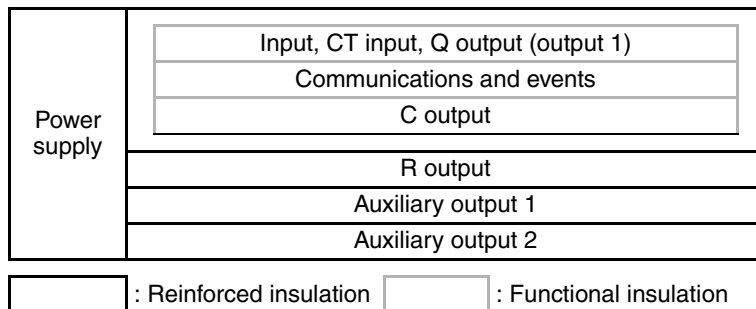 Input, CT input, Q output (output 1)
Communications and events
C output
Power
supply
R output
Auxiliary output 1
Auxiliary output 2
: Reinforced insulation
: Functional insulation